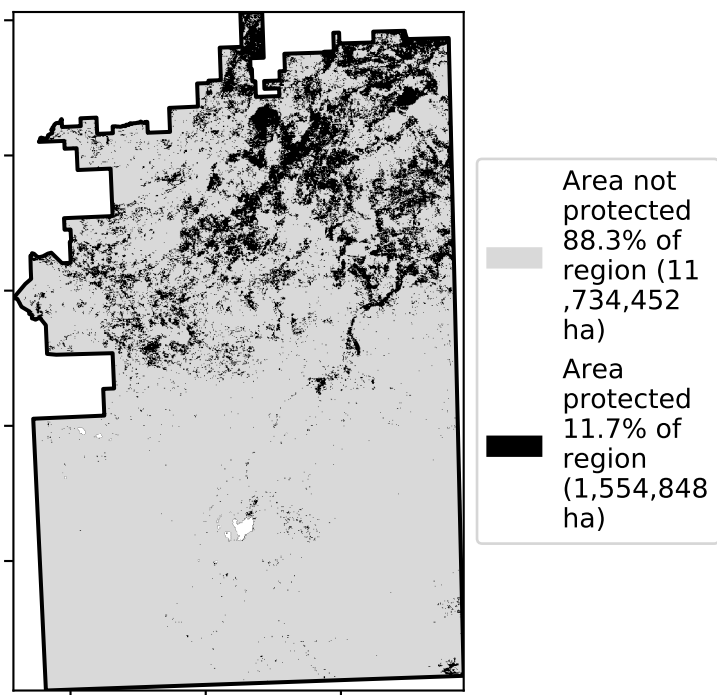 Area not
protected
88.3% of
region (11
,734,452
ha)
Area
protected
11.7% of
region
(1,554,848
ha)